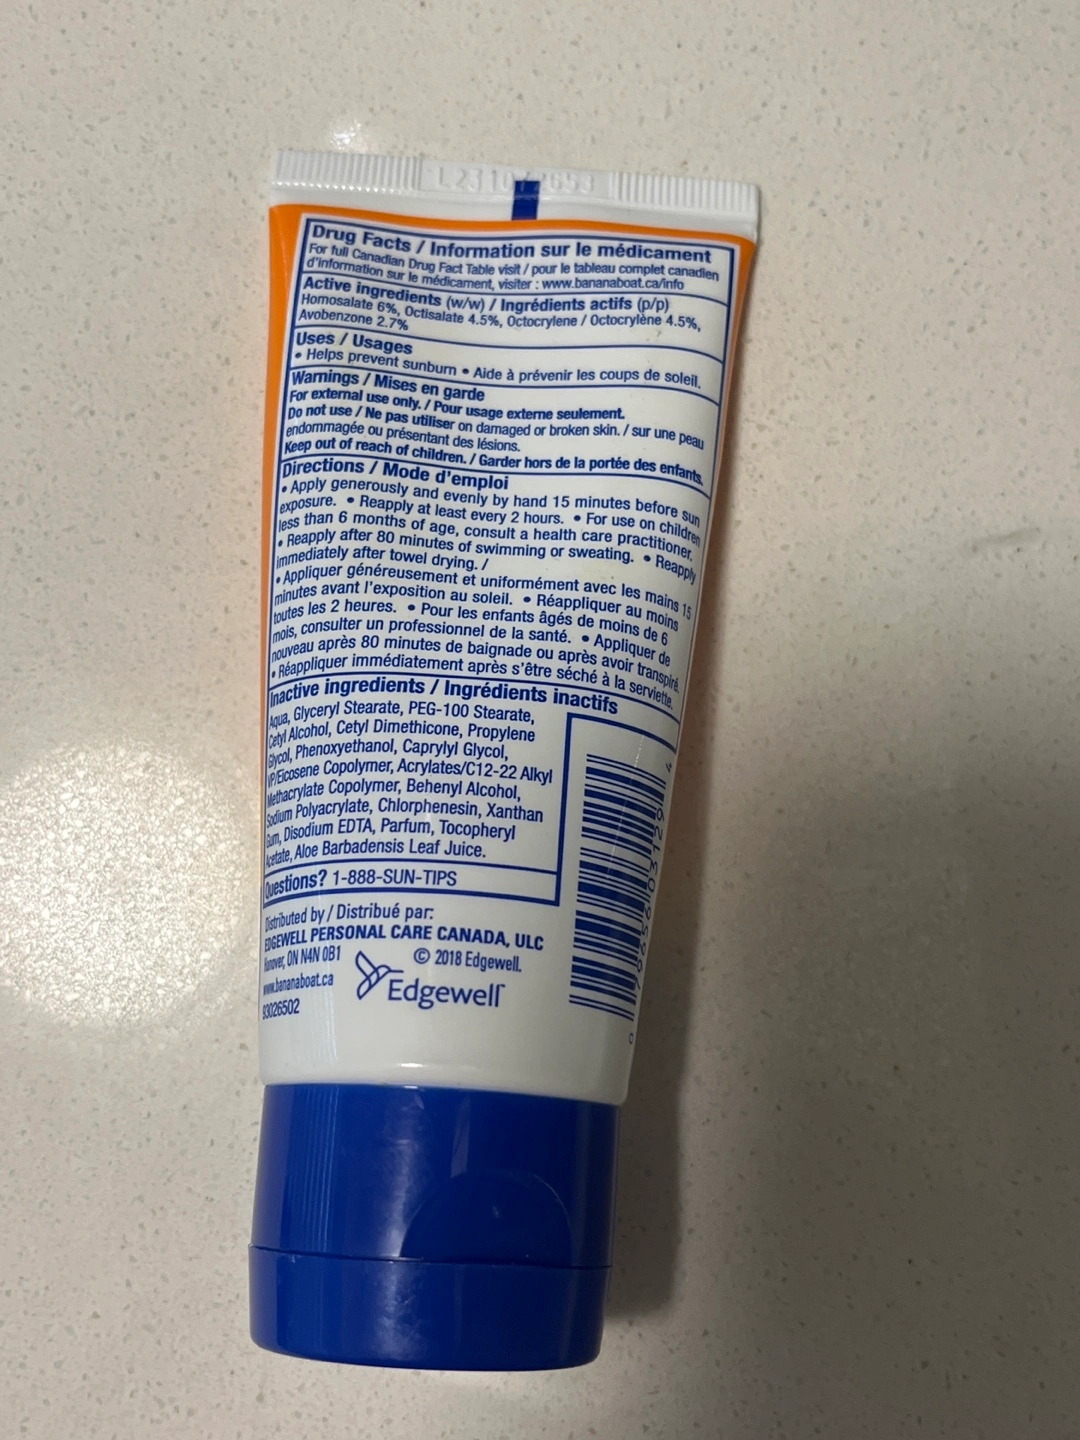 L 23 10
653
Drug Facts / Information sur le médicament
For full Canadian Drug Fact Table visit / pour le tableau complet canadien
d'information sur le médicament, visiter : www.bananaboat.ca/info
Active ingredients (w/w) / Ingrédients actifs (p/p)
Homosalate 6%, Octisalate 4.5%, Octocrylene / Octocrylène 4.5%,
Avobenzone 2.7%
Uses / Usages
• Helps prevent sunburn • Aide à prévenir les coups de soleil.
Warnings / Mises en garde
For external use only. / Pour usage externe seulement.
Do not use / Ne pas utiliser on damaged or broken skin. / sur une peau
endommagée ou présentant des lésions.
Keep out of reach of children. / Garder hors de la portée des enfants.
Directions / Mode d'emploi
• Apply generously and evenly by hand 15 minutes before sun
exposure. • Reapply at least every 2 hours. • For use on children
less than 6 months of age, consult a health care practitioner.
• Reapply after 80 minutes of swimming or sweating. • Reapply
immediately after towel drying. /
• Appliquer généreusement et uniformément avec les mains 15
minutes avant l'exposition au soleil. • Réappliquer au moins
toutes les 2 heures. • Pour les enfants âgés de moins de 6
mois, consulter un professionnel de la santé. • Appliquer de
nouveau après 80 minutes de baignade ou après avoir transpiré.
• Réappliquer immédiatement après s'être séché à la serviette.
Inactive ingredients / Ingrédients inactifs
Aqua, Glyceryl Stearate, PEG-100 Stearate,
Cetyl Alcohol, Cetyl Dimethicone, Propylene
Glycol, Phenoxyethanol, Caprylyl Glycol,
VP/Eicosene Copolymer, Acrylates/C12-22 Alkyl
Methacrylate Copolymer, Behenyl Alcohol,
Sodium Polyacrylate, Chlorphenesin, Xanthan
Gum, Disodium EDTA, Parfum, Tocopheryl
Acetate, Aloe Barbadensis Leaf Juice.
Questions? 1-888-SUN-TIPS
Distributed by / Distribué par:
EDGEWELL PERSONAL CARE CANADA, ULC
Hanover, ON N4N 0B1
© 2018 Edgewell.
www.bananaboat.ca
Edgewell
93026502